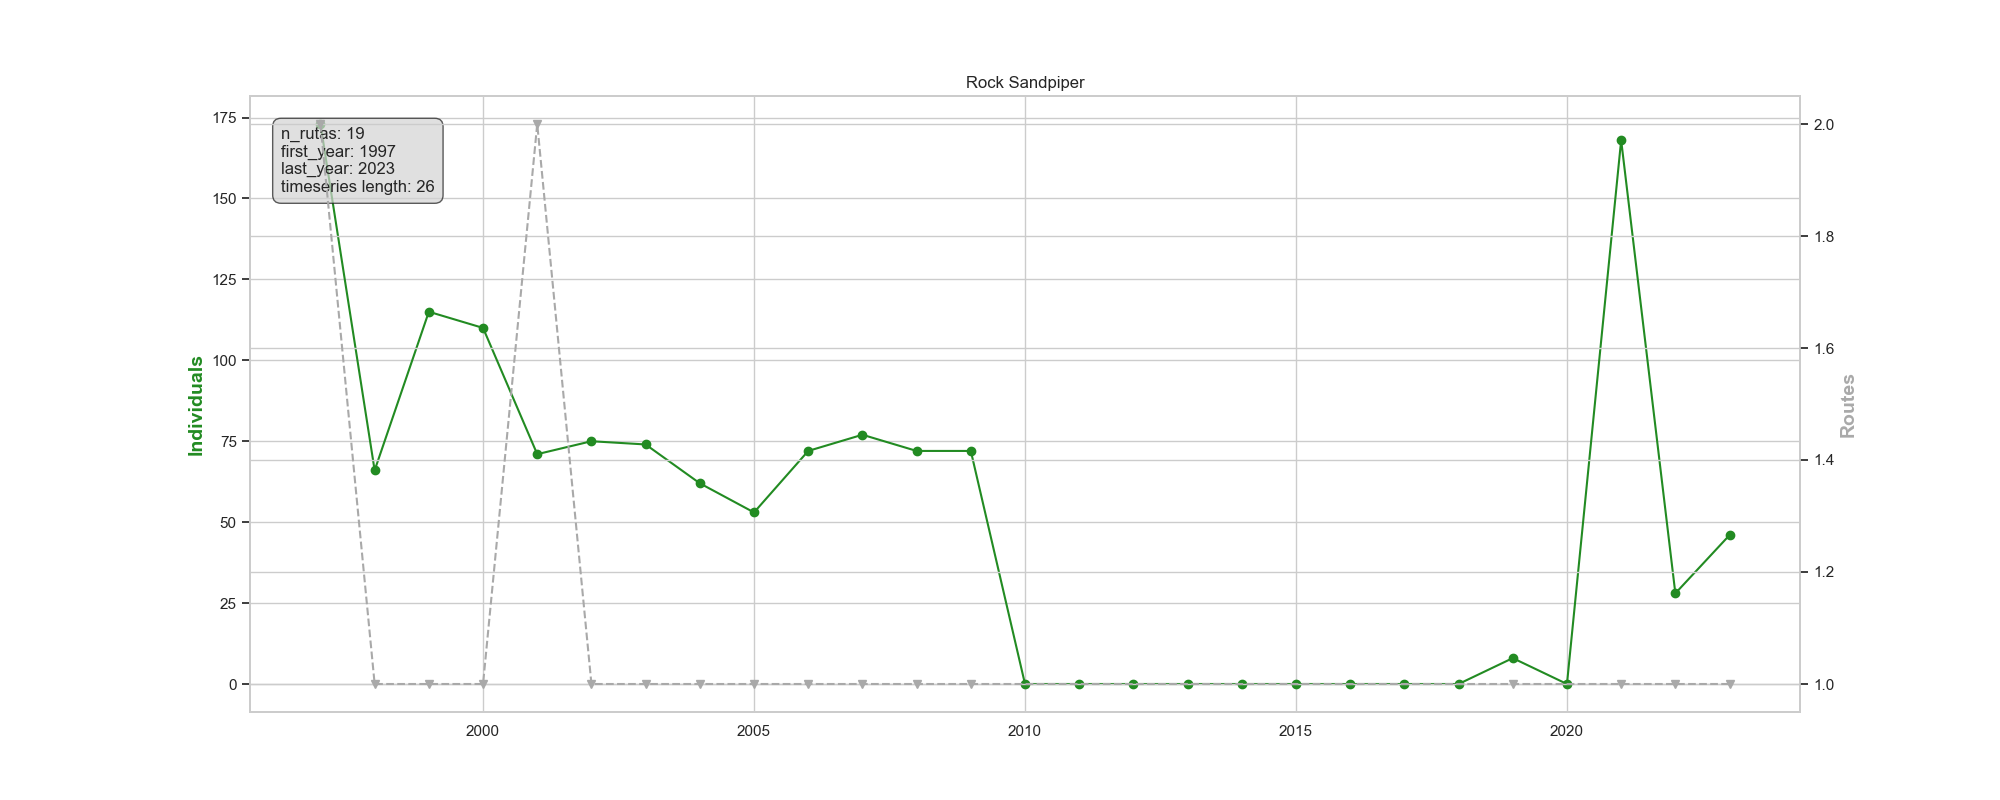 Rock Sandpiper
n_rutas: 19
first_year: 1997
last_year: 2023
timeseries length: 26
Individuals
175
150
125
100
75
50
25
0
2.0
1.8
1.6
1.4
1.2
1.0
Routes
2000
2005
2010
2015
2020